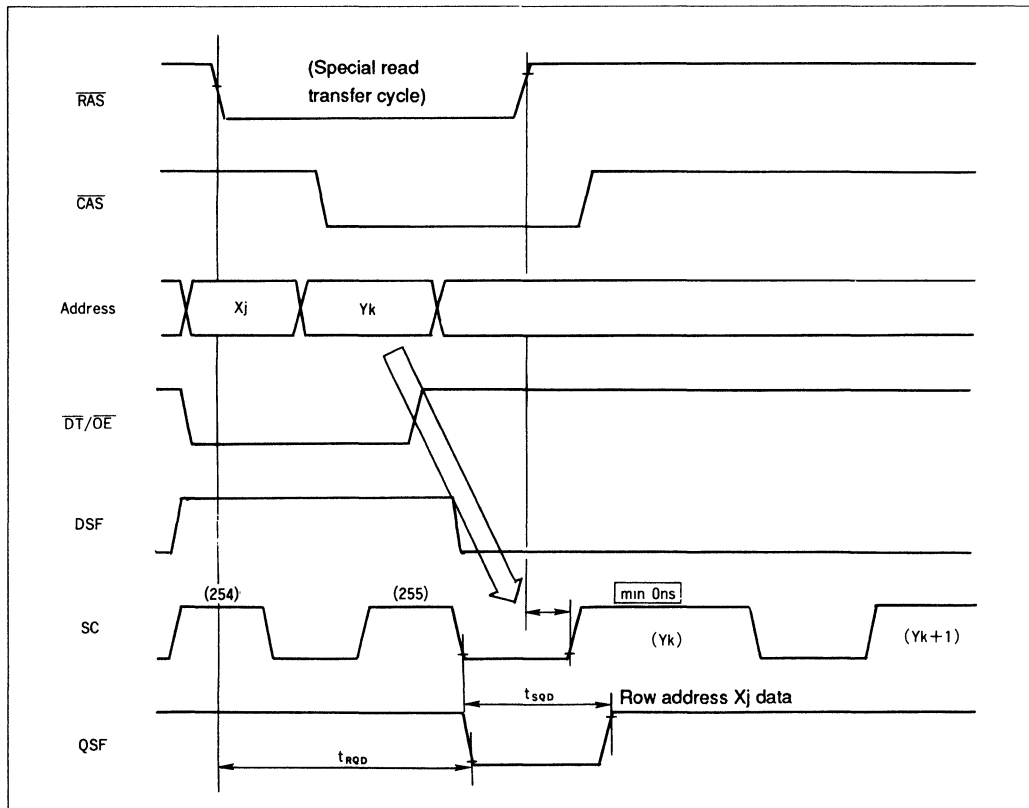 (Special read
transfer cycle)
RAS
CAS
Address
Xj
Yk
DT/OE
DSF
(254)
(255)
min 0ns
SC
(Yk)
(Yk+1)
tSQD
Row address Xj data
QSF
tRQD